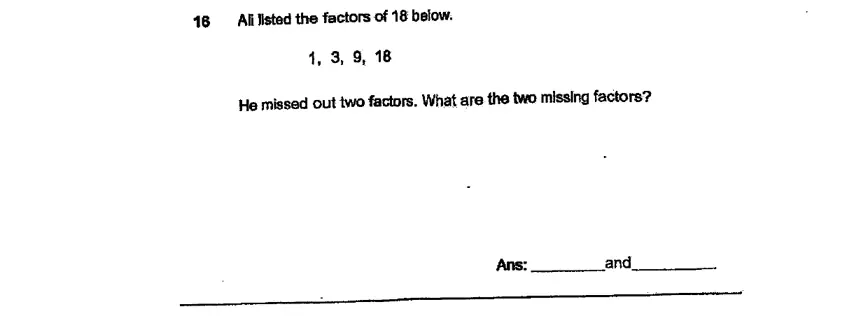 16 Ali listed the factors of 18 below.
1, 3, 9, 18
He missed out two factors. What are the two missing factors?
Ans: ________and_________.